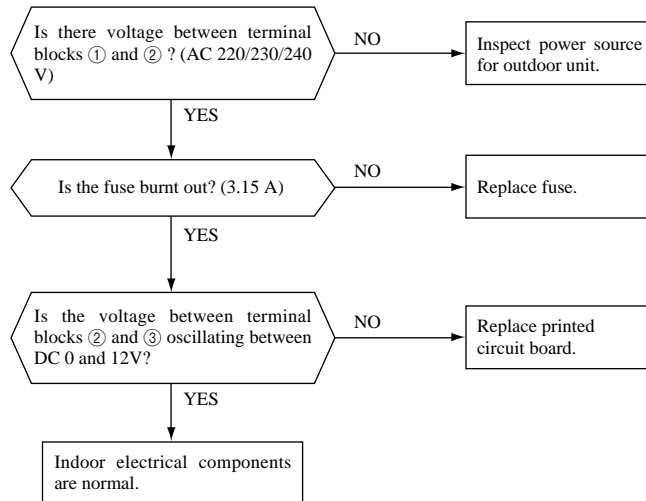 Is there voltage between terminal
blocks ① and ② ? (AC 220/230/240
V)
NO
Inspect power source
for outdoor unit.
YES
Is the fuse burnt out? (3.15 A)
NO
Replace fuse.
YES
Is the voltage between terminal
blocks ② and ③ oscillating between
DC 0 and 12V?
NO
Replace printed
circuit board.
YES
Indoor electrical components
are normal.